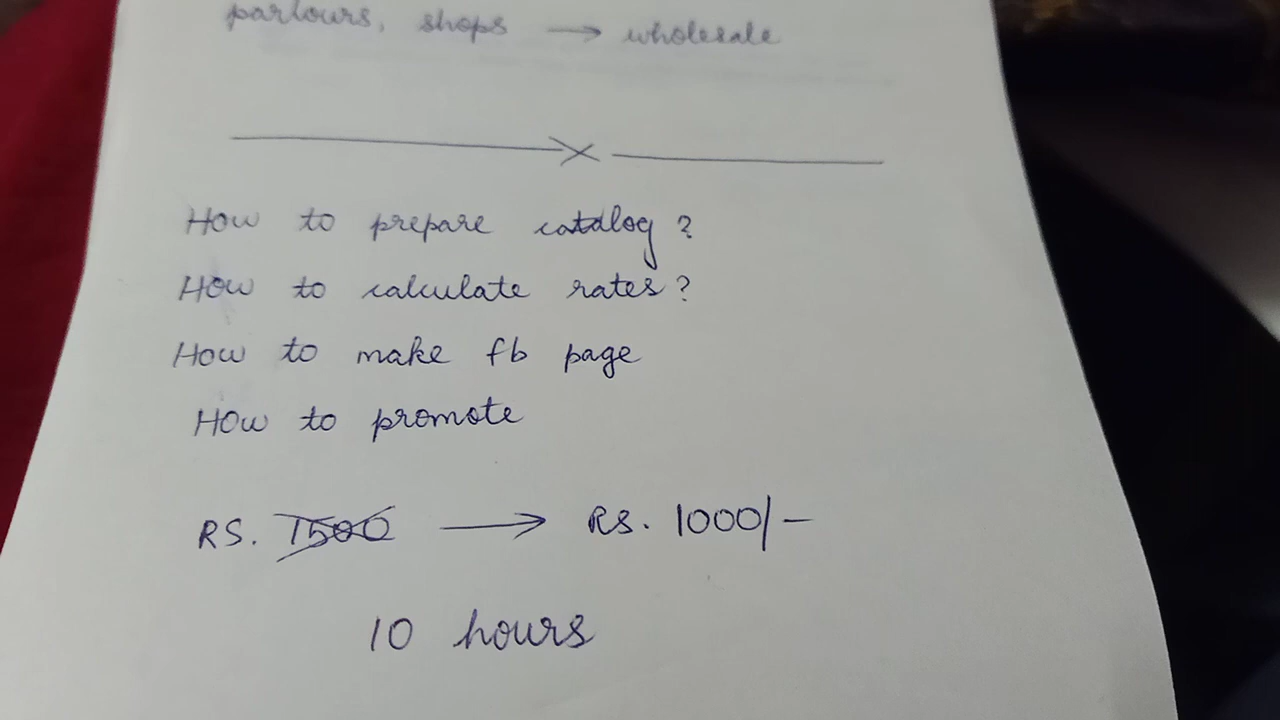 parlours, shops → wholesale
How to prepare catalog?
How to calculate rates?
How to make fb page
How to promote
RS. 1500 → RS. 1000/-
10 hours